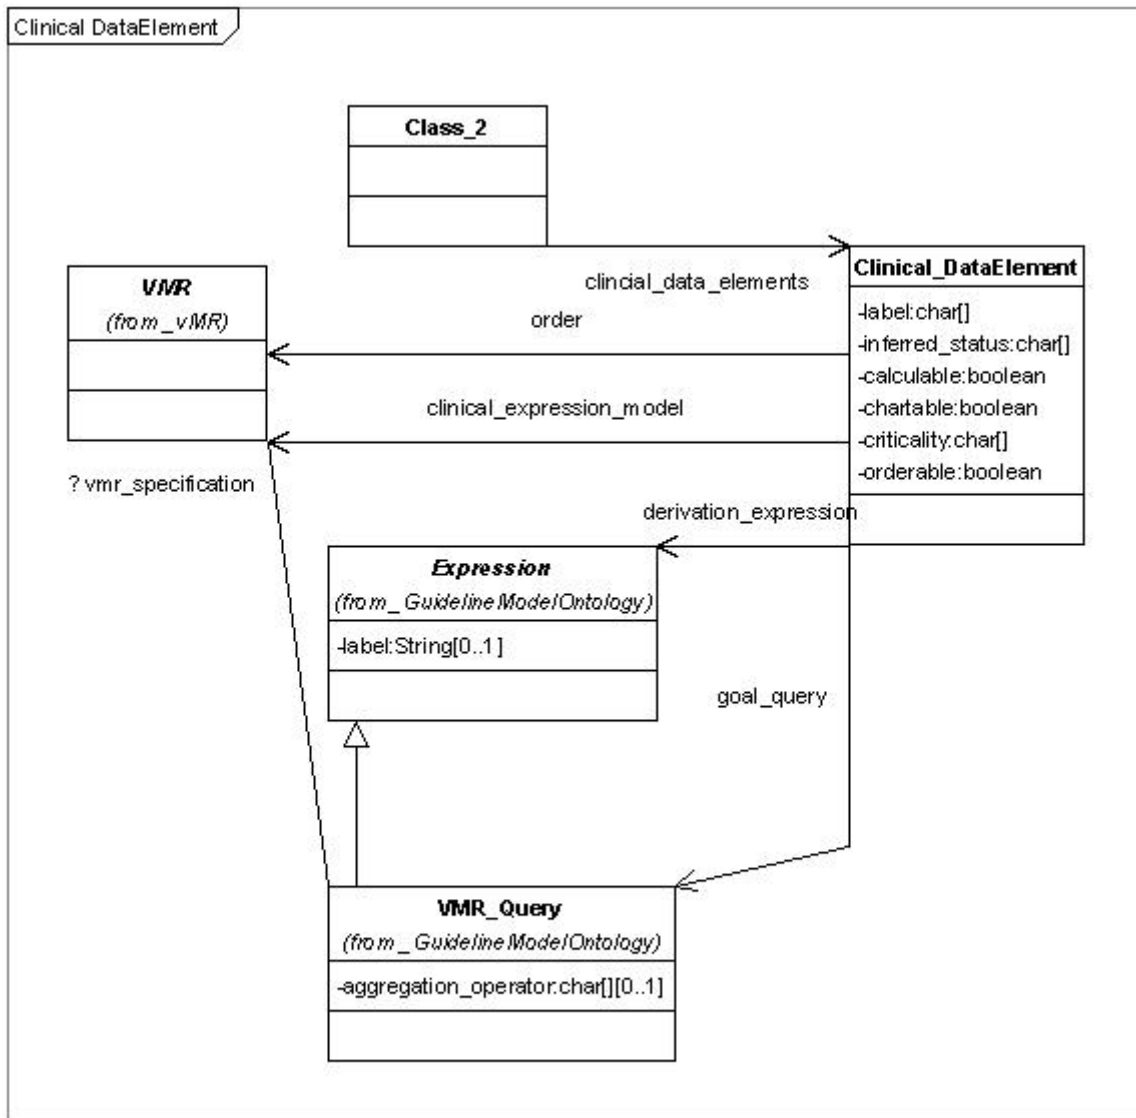 Clinical DataElement
Class_2
clincial_data_elements
Clinical_DataElement
-label:char[]
-inferred_status:char[]
-calculable:boolean
-chartable:boolean
-criticality:char[]
-orderable:boolean
VMR
(from_vMR)
order
clinical_expression_model
? vmr_specification
derivation_expression
Expression
(from_GuidelineModelOntology)
-label:String[0..1]
goal_query
VMR_Query
(from_GuidelineModelOntology)
-aggregation_operator:char[][0..1]